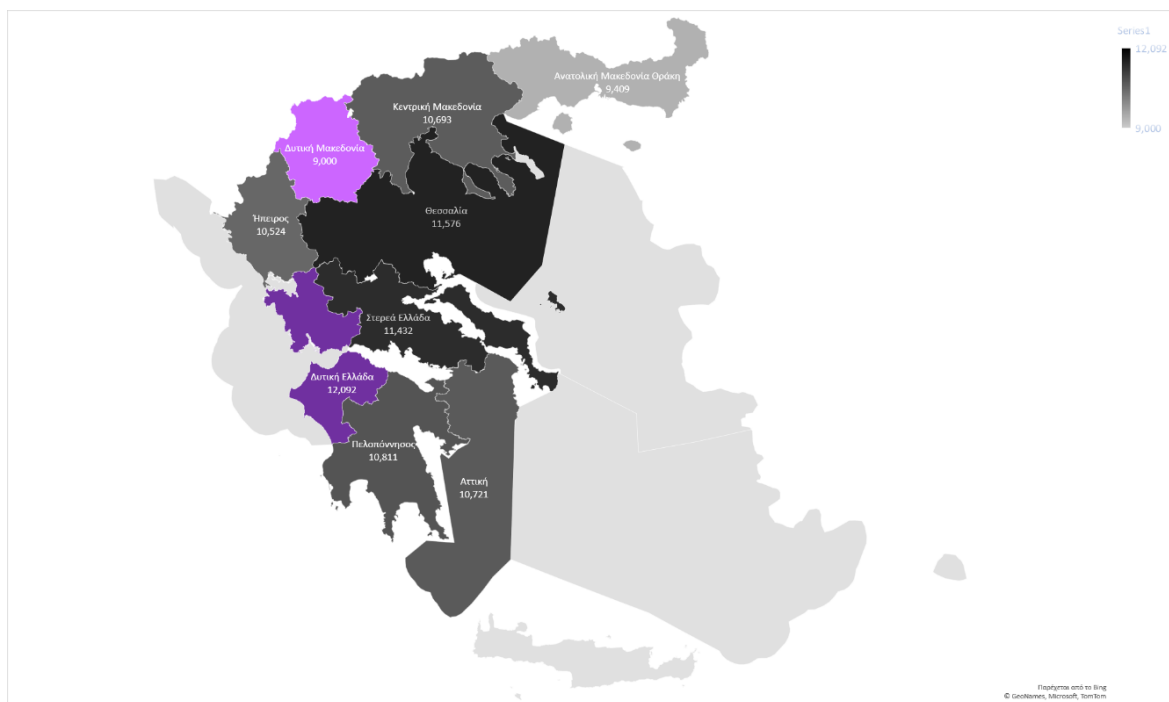 Series1
12,092
9,000
Ανατολική Μακεδονία Θράκη
9,409
Κεντρική Μακεδονία
10,693
Δυτική Μακεδονία
9,000
Θεσσαλία
11,576
Ήπειρος
10,524
Στερεά Ελλάδα
11,432
Δυτική Ελλάδα
12,092
Πελοπόννησος
10,811
Αττική
10,721
Παρέχεται από το Bing
© GeoNames, Microsoft, TomTom